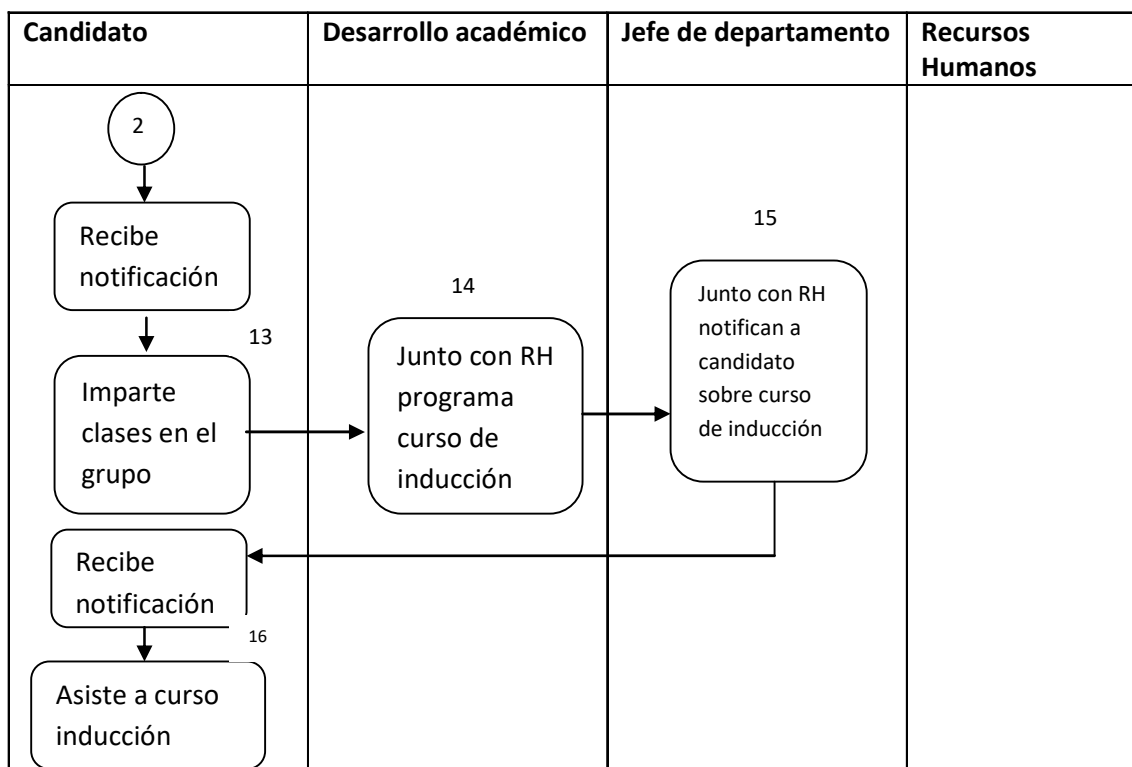 Candidato
Desarrollo académico
Jefe de departamento
Recursos
Humanos
2
Recibe
notificación
13
Imparte
clases en el
grupo
14
Junto con RH
programa
curso de
inducción
15
Junto con RH
notifican a
candidato
sobre curso
de inducción
Recibe
notificación
16
Asiste a curso
inducción